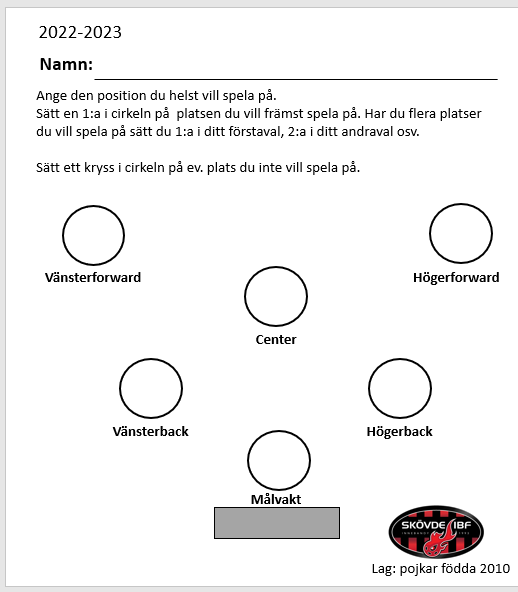 2022-2023
Namn:
Ange den position du helst vill spela på.
Sätt en 1:a i cirkeln på platsen du vill främst spela på. Har du flera platser
du vill spela på sätt du 1:a i ditt förstaval, 2:a i ditt andraval osv.
Sätt ett kryss i cirkeln på ev. plats du inte vill spela på.
Vänsterforward
Högerforward
Center
Vänsterback
Högerback
Målvakt
SKÖVDE IBF
Lag: pojkar födda 2010